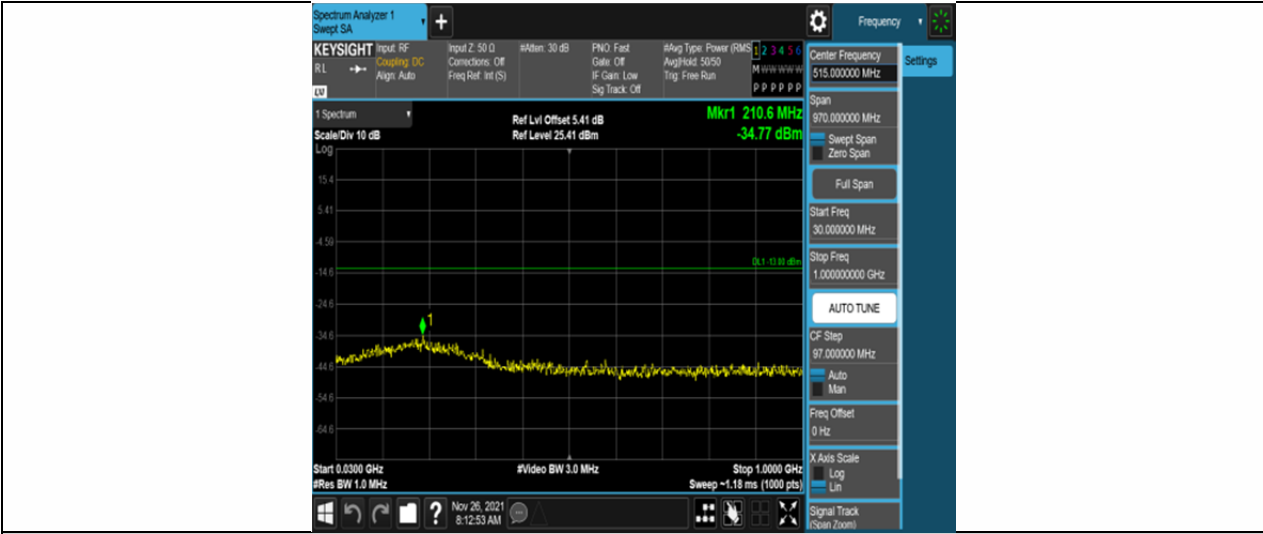 Spectrum Analyzer 1
Swept SA
+
Frequency
KEYSIGHT
Input: RF
Coupling: DC
Align: Auto
RL
LV
Input Z: 50 Ω
Corrections: Off
Freq Ref: Int (S)
#Atten: 30 dB
PNO: Fast
Gate: Off
IF Gain: Low
Sig Track: Off
#Avg Type: Power (RMS
Avg|Hold: 50/50
Trig: Free Run
1 2 3 4 5 6
M W W W W W
P P P P P P
1 Spectrum
Scale/Div 10 dB
Log
Ref Lvl Offset 5.41 dB
Ref Level 25.41 dBm
Mkr1 210.6 MHz
-34.77 dBm
15.4
5.41
-4.59
-14.6
-24.6
-34.6
-44.6
-54.6
-64.6
DL1 -13.00 dBm
1
Start 0.0300 GHz
#Res BW 1.0 MHz
#Video BW 3.0 MHz
Stop 1.0000 GHz
Sweep ~1.18 ms (1000 pts)
Nov 26, 2021
8:12:53 AM
?
Settings
Center Frequency
515.000000 MHz
Span
970.000000 MHz
Swept Span
Zero Span
Full Span
Start Freq
30.000000 MHz
Stop Freq
1.000000000 GHz
AUTO TUNE
CF Step
97.000000 MHz
Auto
Man
Freq Offset
0 Hz
X Axis Scale
Log
Lin
Signal Track
(Span Zoom)